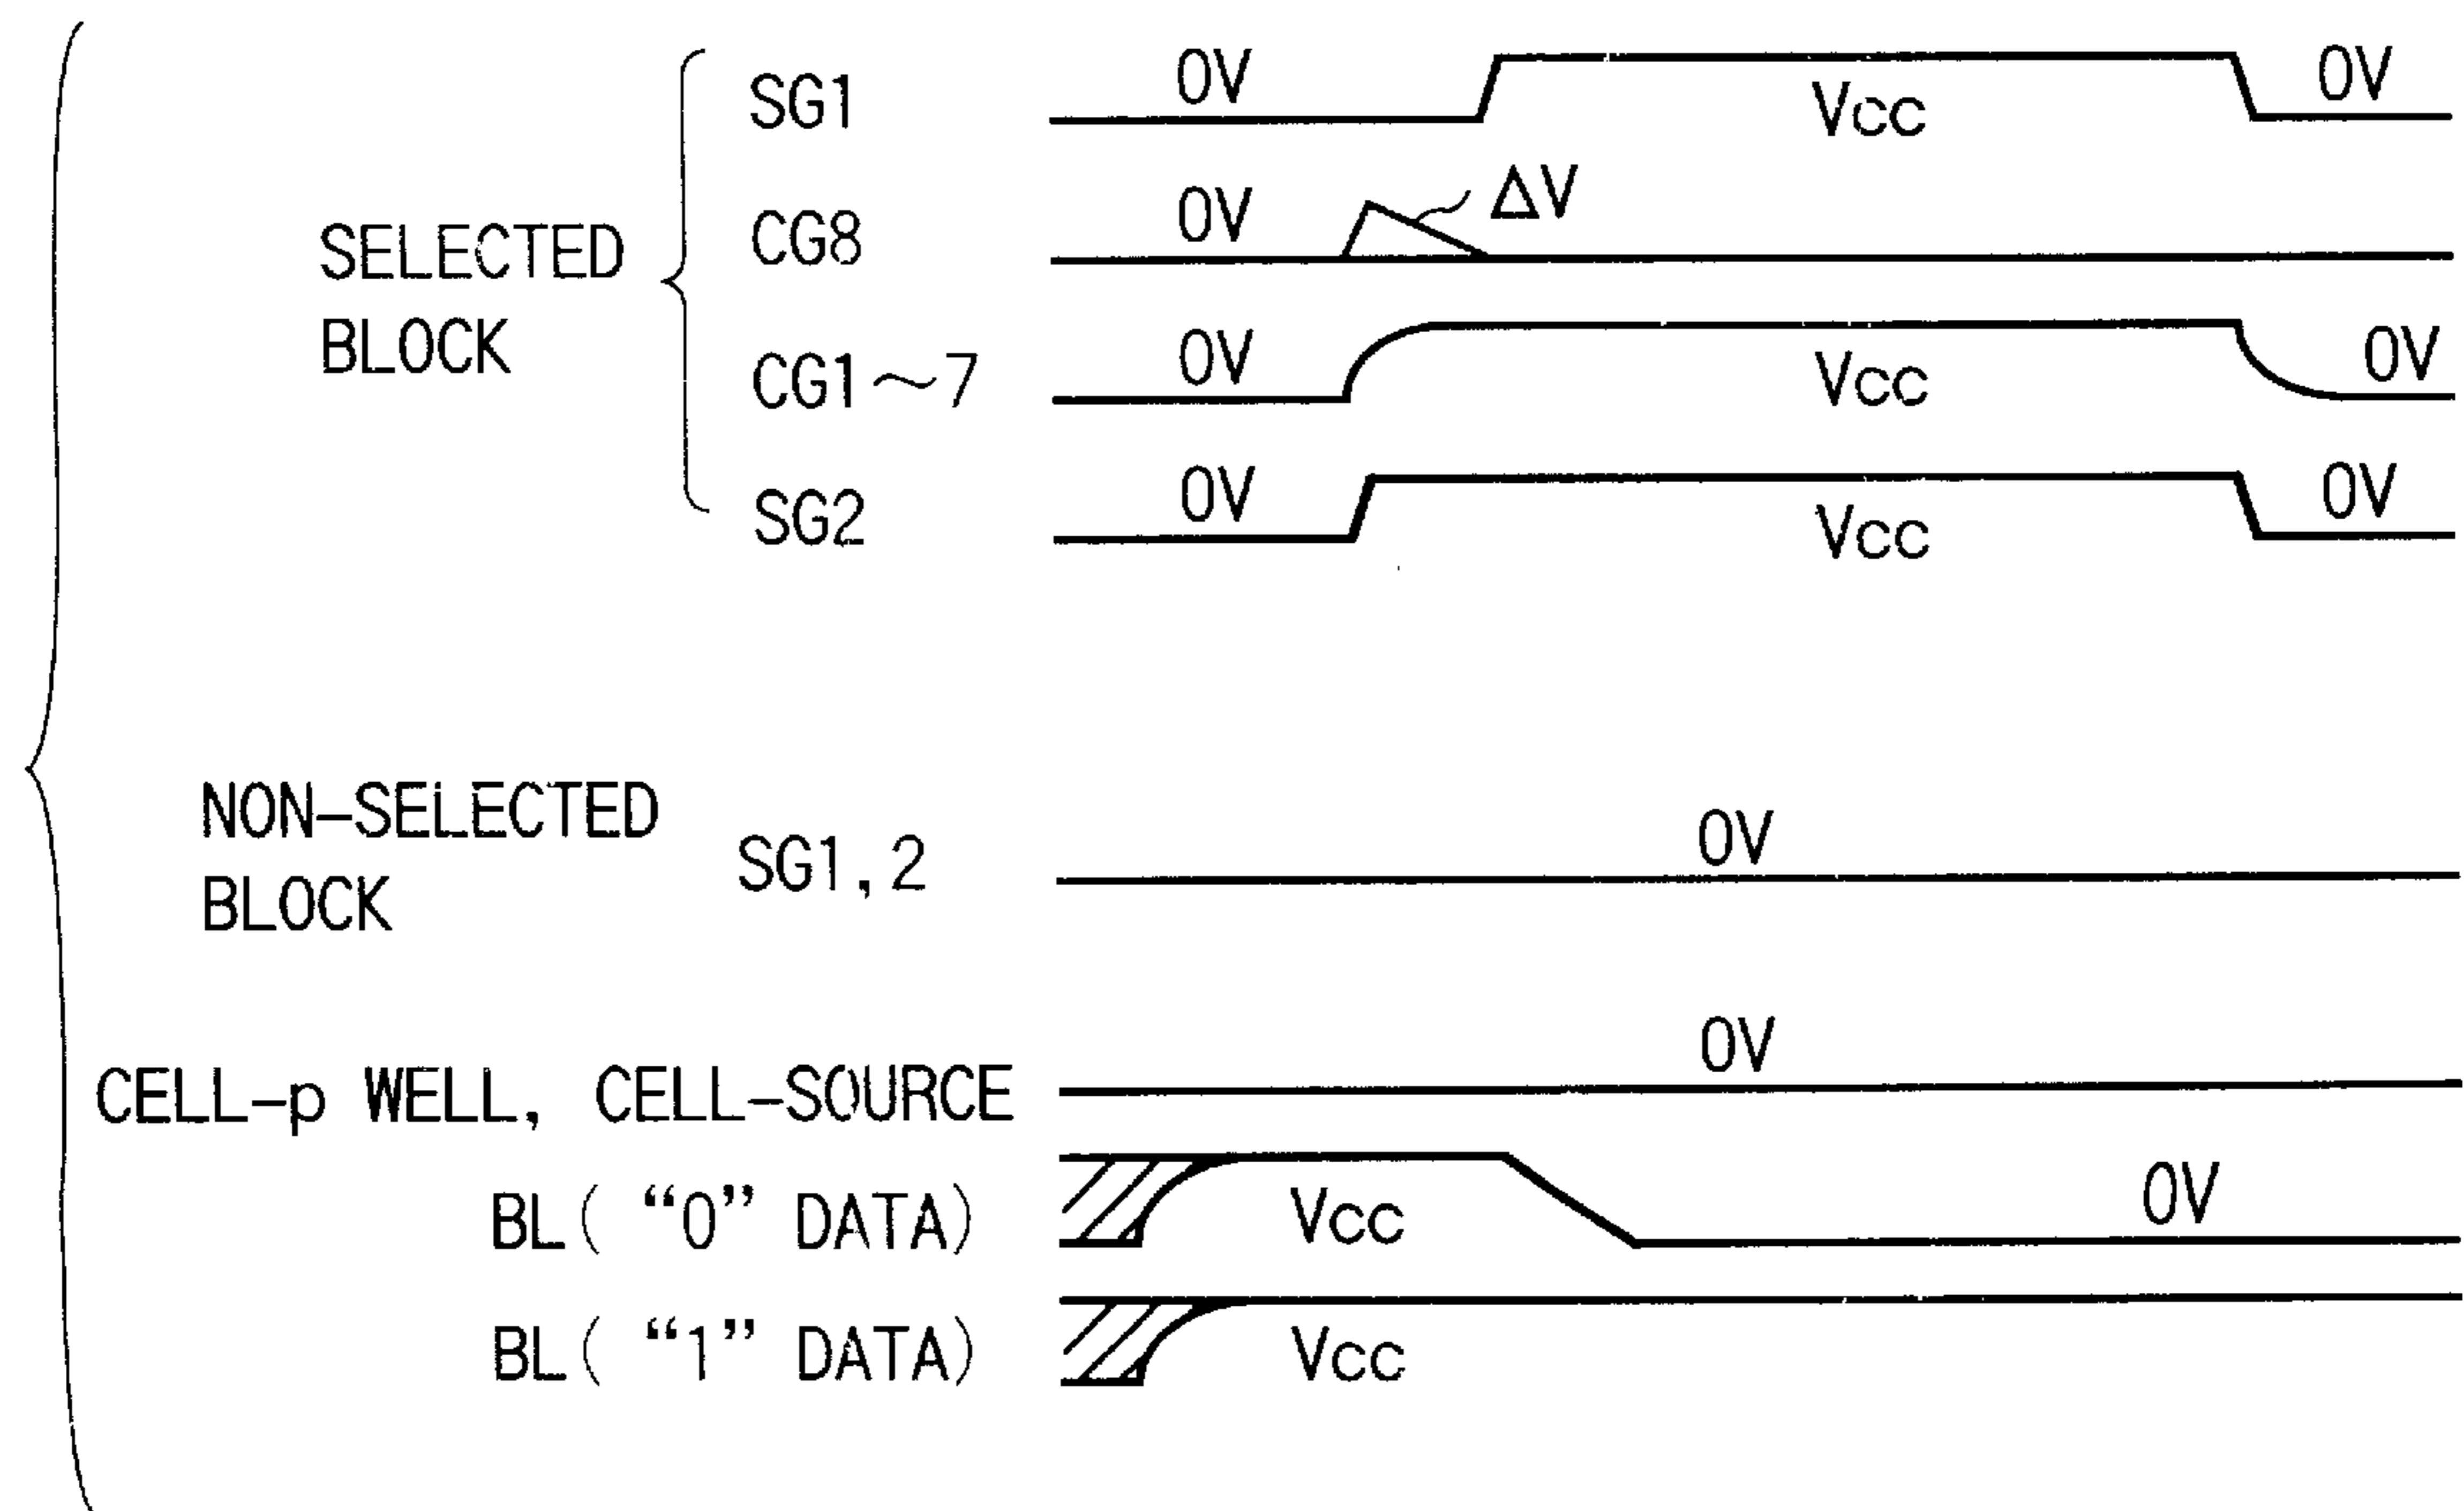 SELECTED
BLOCK
SG1 0V Vcc 0V
CG8 0V ΔV
CG1～7 0V Vcc 0V
SG2 0V Vcc 0V
NON-SELECTED
BLOCK
SG1,2 0V
CELL-p WELL, CELL-SOURCE 0V
BL( “0” DATA) Vcc 0V
BL( “1” DATA) Vcc